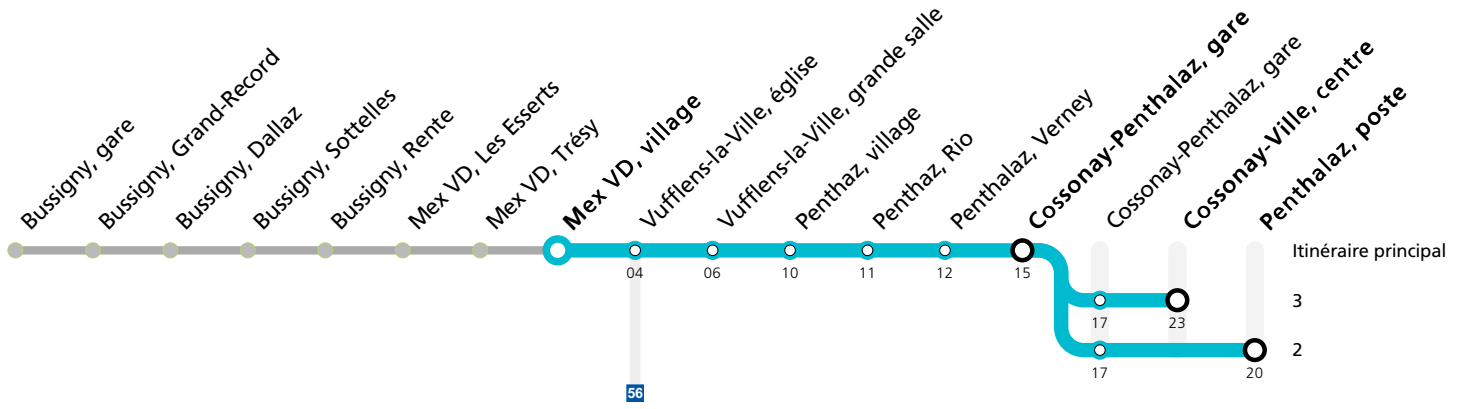 Bussigny, gare
Bussigny, Grand-Record
Bussigny, Dallaz
Bussigny, Sottelles
Bussigny, Rente
Mex VD, Les Esserts
Mex VD, Trésy
Mex VD, village
Vufflens-la-Ville, église
Vufflens-la-Ville, grande salle
Penthaz, village
Penthaz, Rio
Penthalaz, Verney
Cossonay-Penthalaz, gare
Cossonay-Penthalaz, gare
Cossonay-Ville, centre
Penthalaz, poste
Itinéraire principal
04 06 10 11 12 15
3
17 23
2
17 20
56